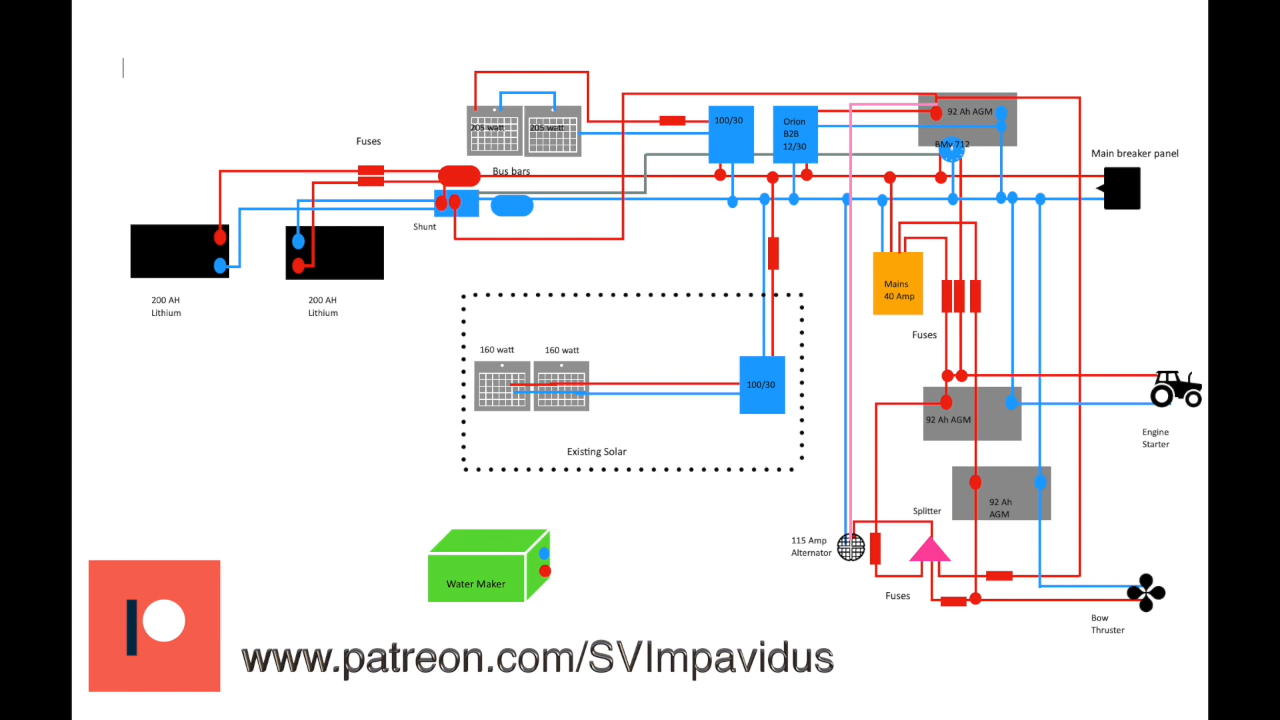 205 watt
205 watt
100/30
Orion
B2B
12/30
92 Ah AGM
BMv 712
Fuses
Bus bars
Main breaker panel
Shunt
200 AH
Lithium
200 AH
Lithium
Mains
40 Amp
Fuses
160 watt
160 watt
100/30
92 Ah AGM
Existing Solar
Engine
Starter
92 Ah
AGM
Splitter
115 Amp
Alternator
Water Maker
Fuses
Bow
Thruster
www.patreon.com/SVImpavidus